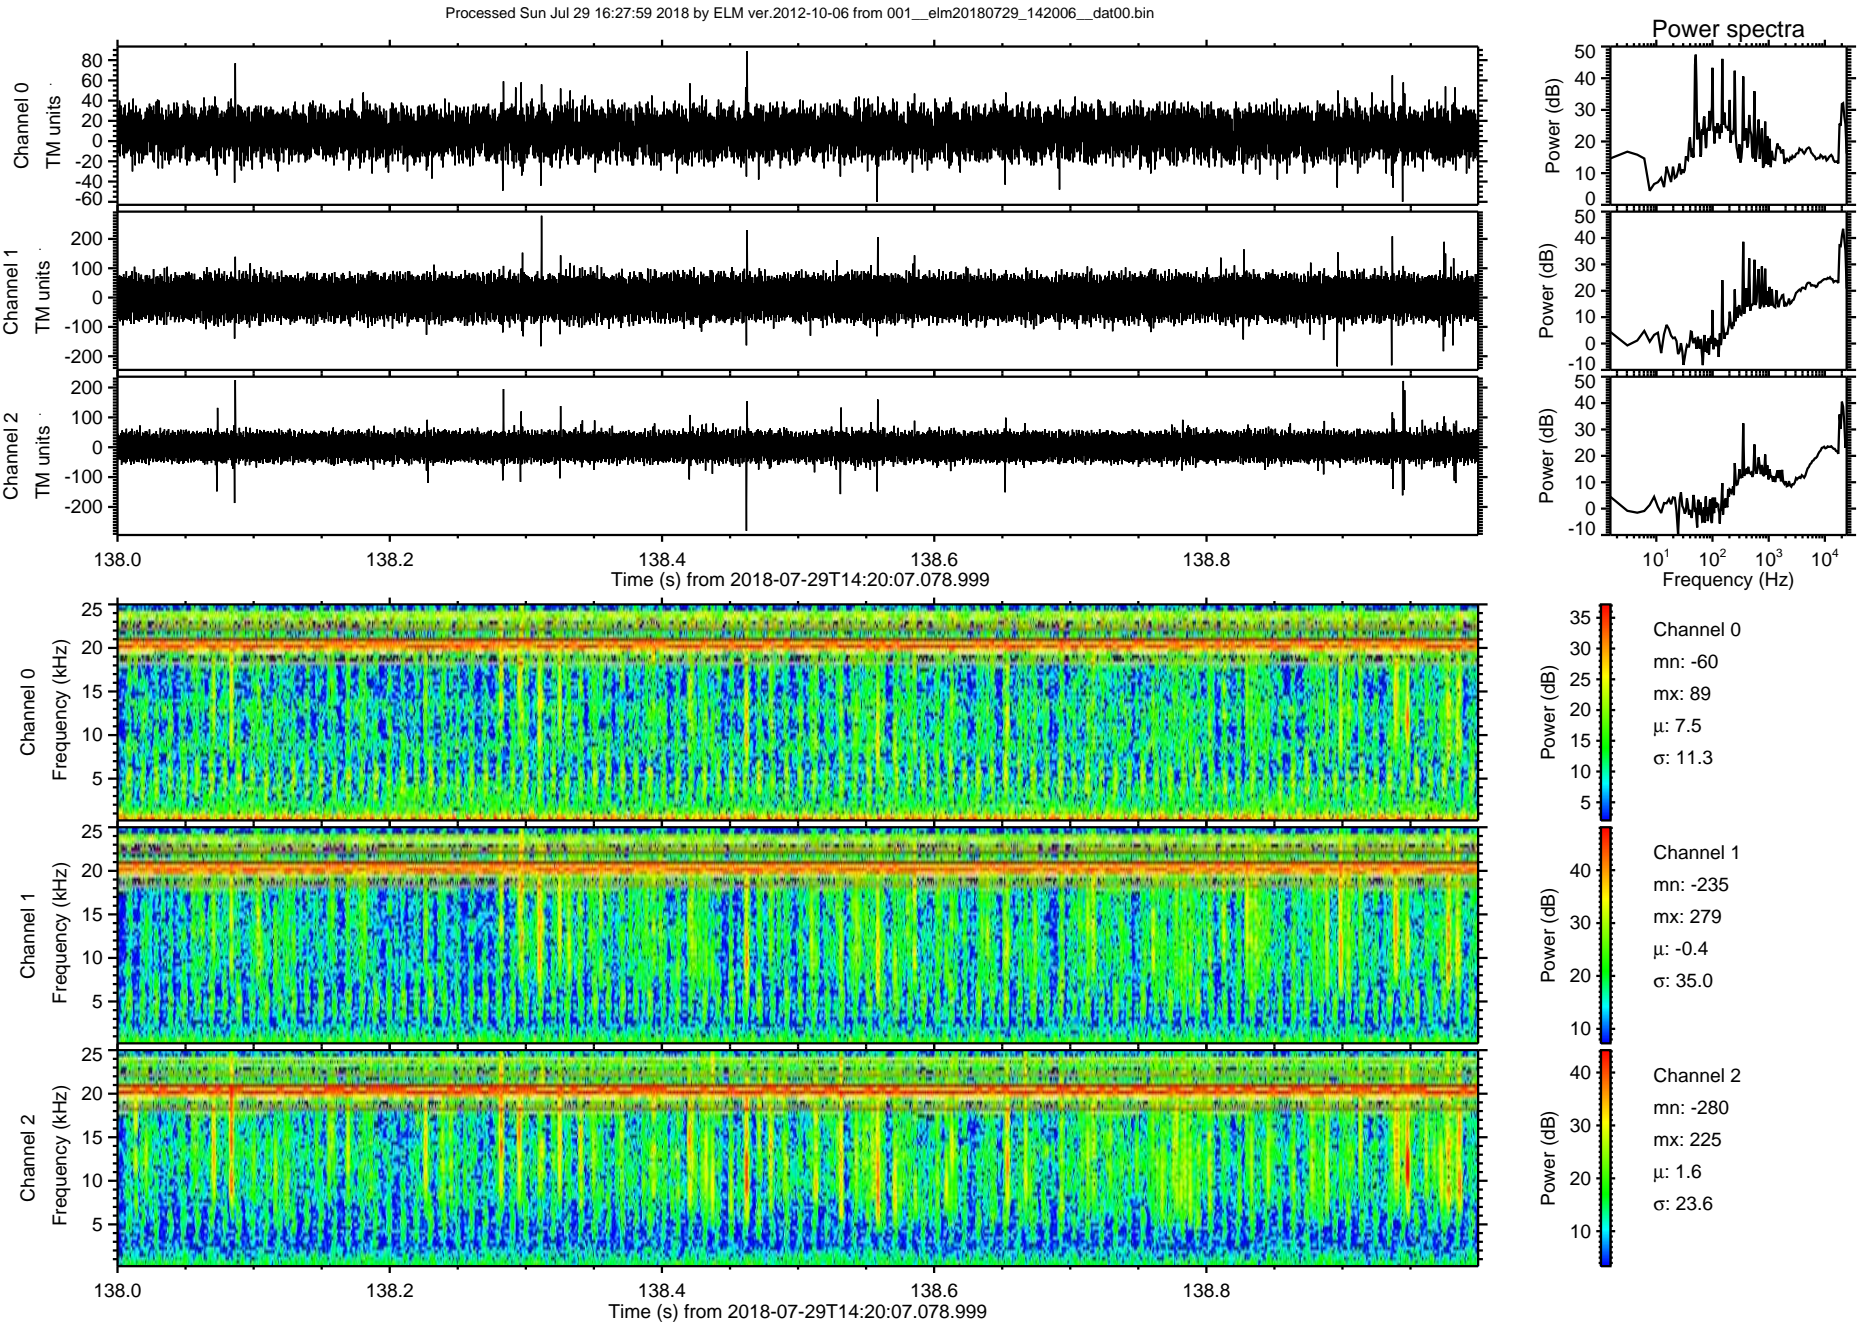 Processed Sun Jul 29 16:27:59 2018 by ELM ver.2012-10-06 from 001__elm20180729_142006__dat00.bin
Power spectra
Channel 0
TM units
80
60
40
20
0
-20
-40
-60
Power (dB)
50
40
30
20
10
0
Channel 1
TM units
200
100
0
-100
-200
Power (dB)
50
40
30
20
10
0
-10
Channel 2
TM units
200
100
0
-100
-200
Power (dB)
50
40
30
20
10
0
-10
138.0 138.2 138.4 138.6 138.8
Time (s) from 2018-07-29T14:20:07.078.999
10^1 10^2 10^3 10^4
Frequency (Hz)
Channel 0
Frequency (kHz)
25
20
15
10
5
Power (dB)
35
30
25
20
15
10
5
Channel 0
mn: -60
mx: 89
μ: 7.5
σ: 11.3
Channel 1
Frequency (kHz)
25
20
15
10
5
Power (dB)
40
30
20
10
Channel 1
mn: -235
mx: 279
μ: -0.4
σ: 35.0
Channel 2
Frequency (kHz)
25
20
15
10
5
Power (dB)
40
30
20
10
Channel 2
mn: -280
mx: 225
μ: 1.6
σ: 23.6
138.0 138.2 138.4 138.6 138.8
Time (s) from 2018-07-29T14:20:07.078.999